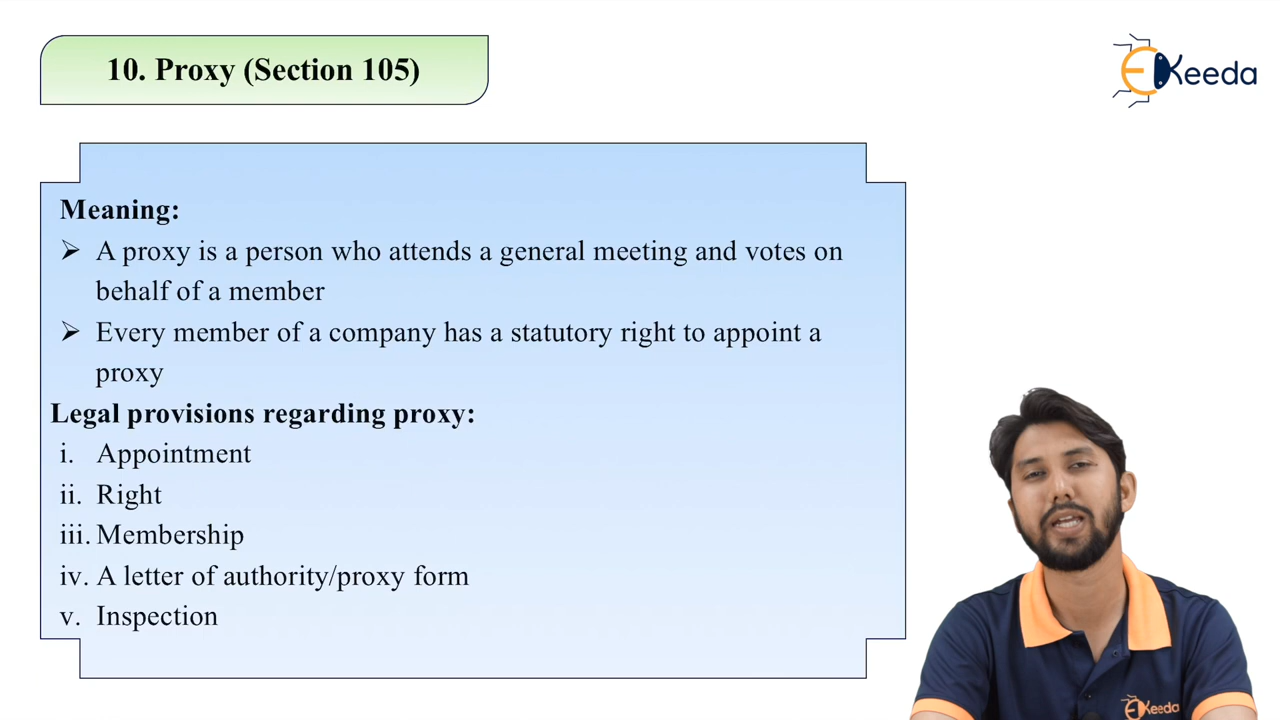 10. Proxy (Section 105)
EKeeda
Meaning:
➢ A proxy is a person who attends a general meeting and votes on
behalf of a member
➢ Every member of a company has a statutory right to appoint a
proxy
Legal provisions regarding proxy:
i. Appointment
ii. Right
iii. Membership
iv. A letter of authority/proxy form
v. Inspection
EKeeda